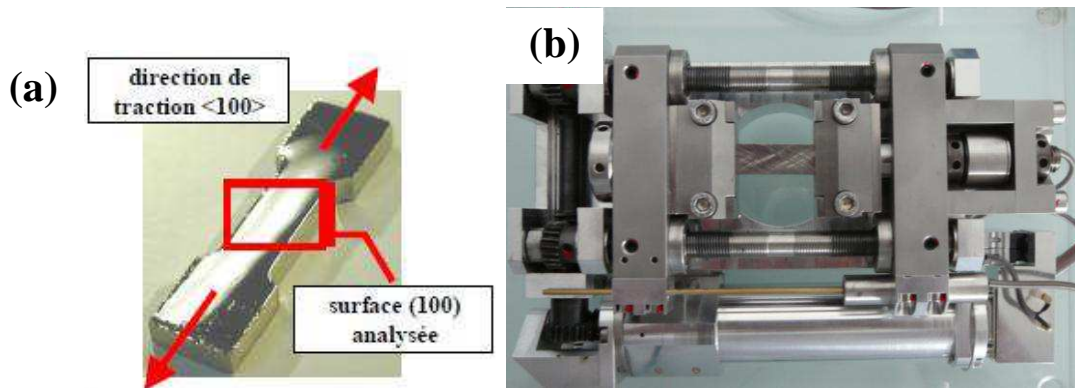 (a)
direction de
traction <100>
surface (100)
analysée
(b)